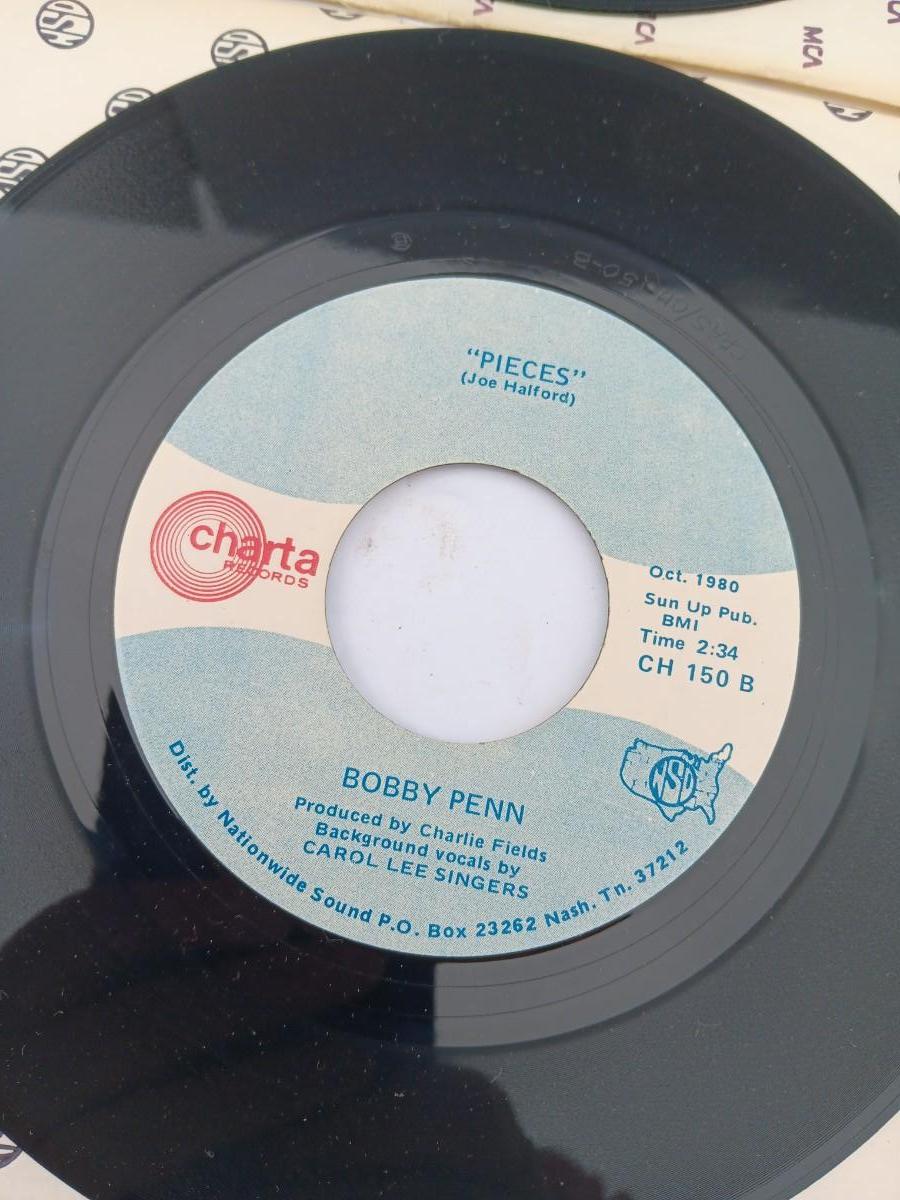 MCA
"PIECES"
(Joe Halford)
charta
RECORDS
Oct. 1980
Sun Up Pub.
BMI
Time 2:34
CH 150 B
NSD
BOBBY PENN
Produced by Charlie Fields
Background vocals by
CAROL LEE SINGERS
Dist. by Nationwide Sound P.O. Box 23262 Nash. Tn. 37212